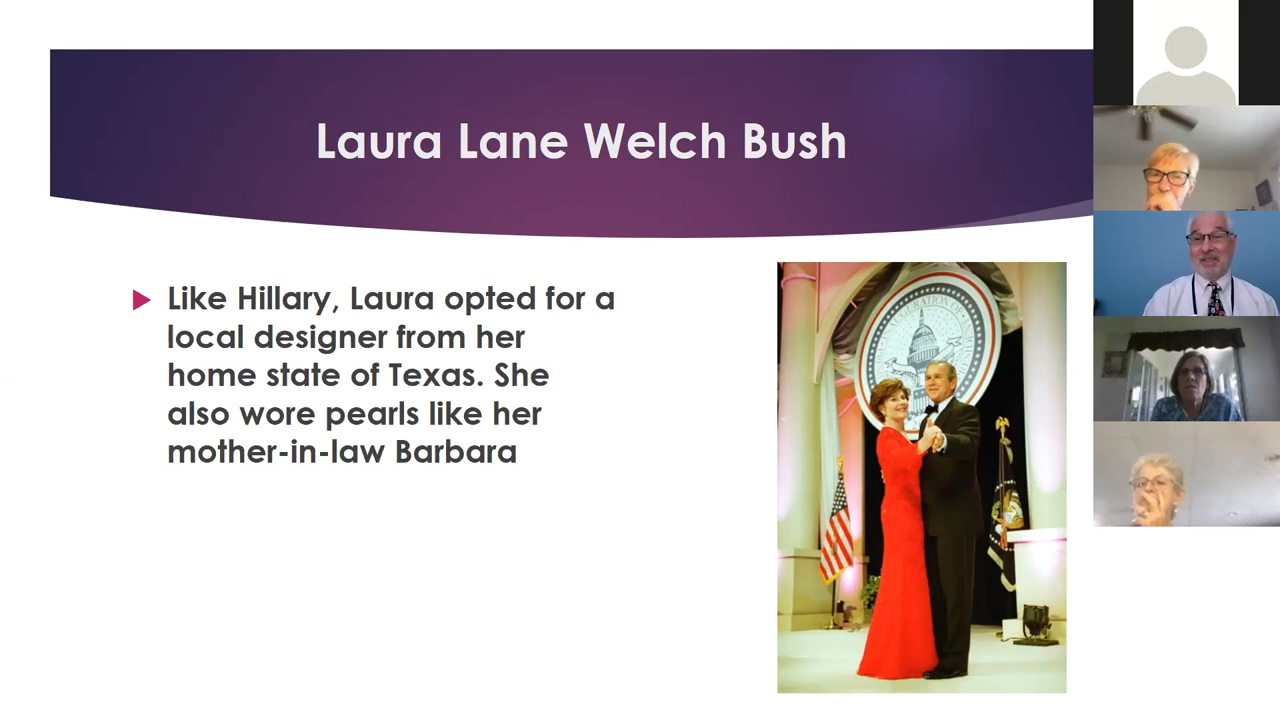 Laura Lane Welch Bush
Like Hillary, Laura opted for a
local designer from her
home state of Texas. She
also wore pearls like her
mother-in-law Barbara